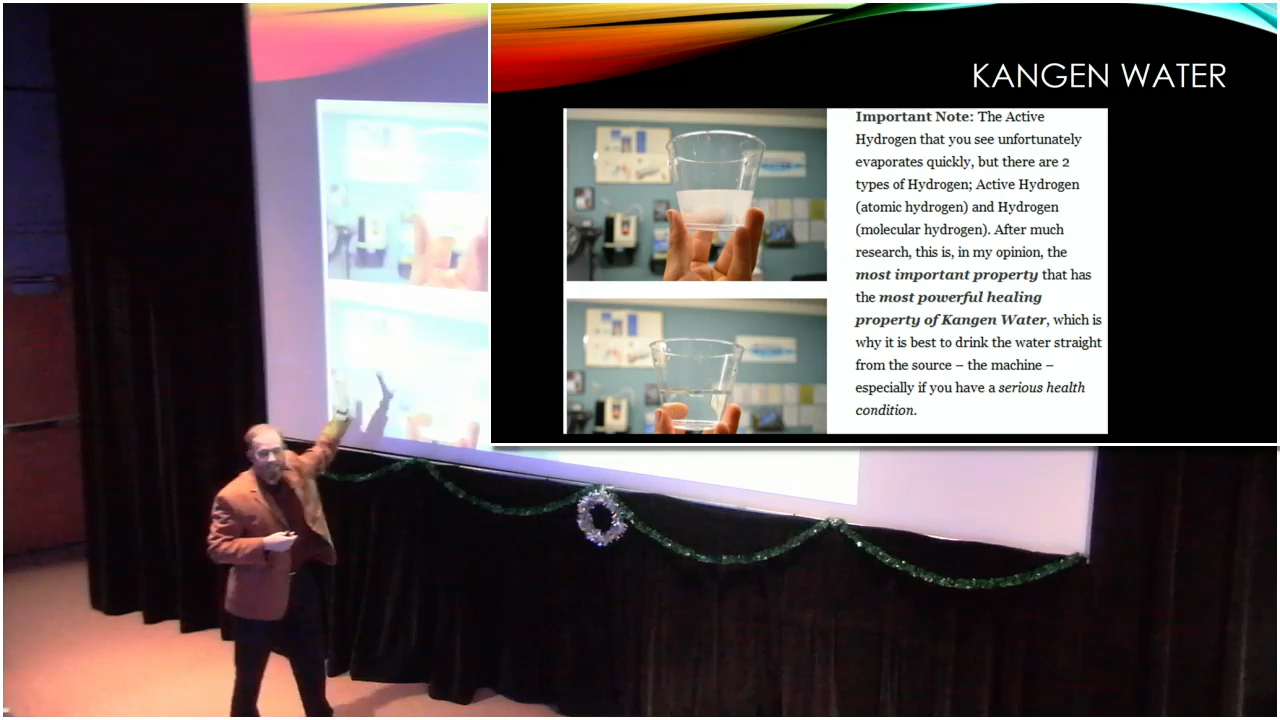 KANGEN WATER
Important Note: The Active
Hydrogen that you see unfortunately
evaporates quickly, but there are 2
types of Hydrogen; Active Hydrogen
(atomic hydrogen) and Hydrogen
(molecular hydrogen). After much
research, this is, in my opinion, the
most important property that has
the most powerful healing
property of Kangen Water, which is
why it is best to drink the water straight
from the source – the machine –
especially if you have a serious health
condition.